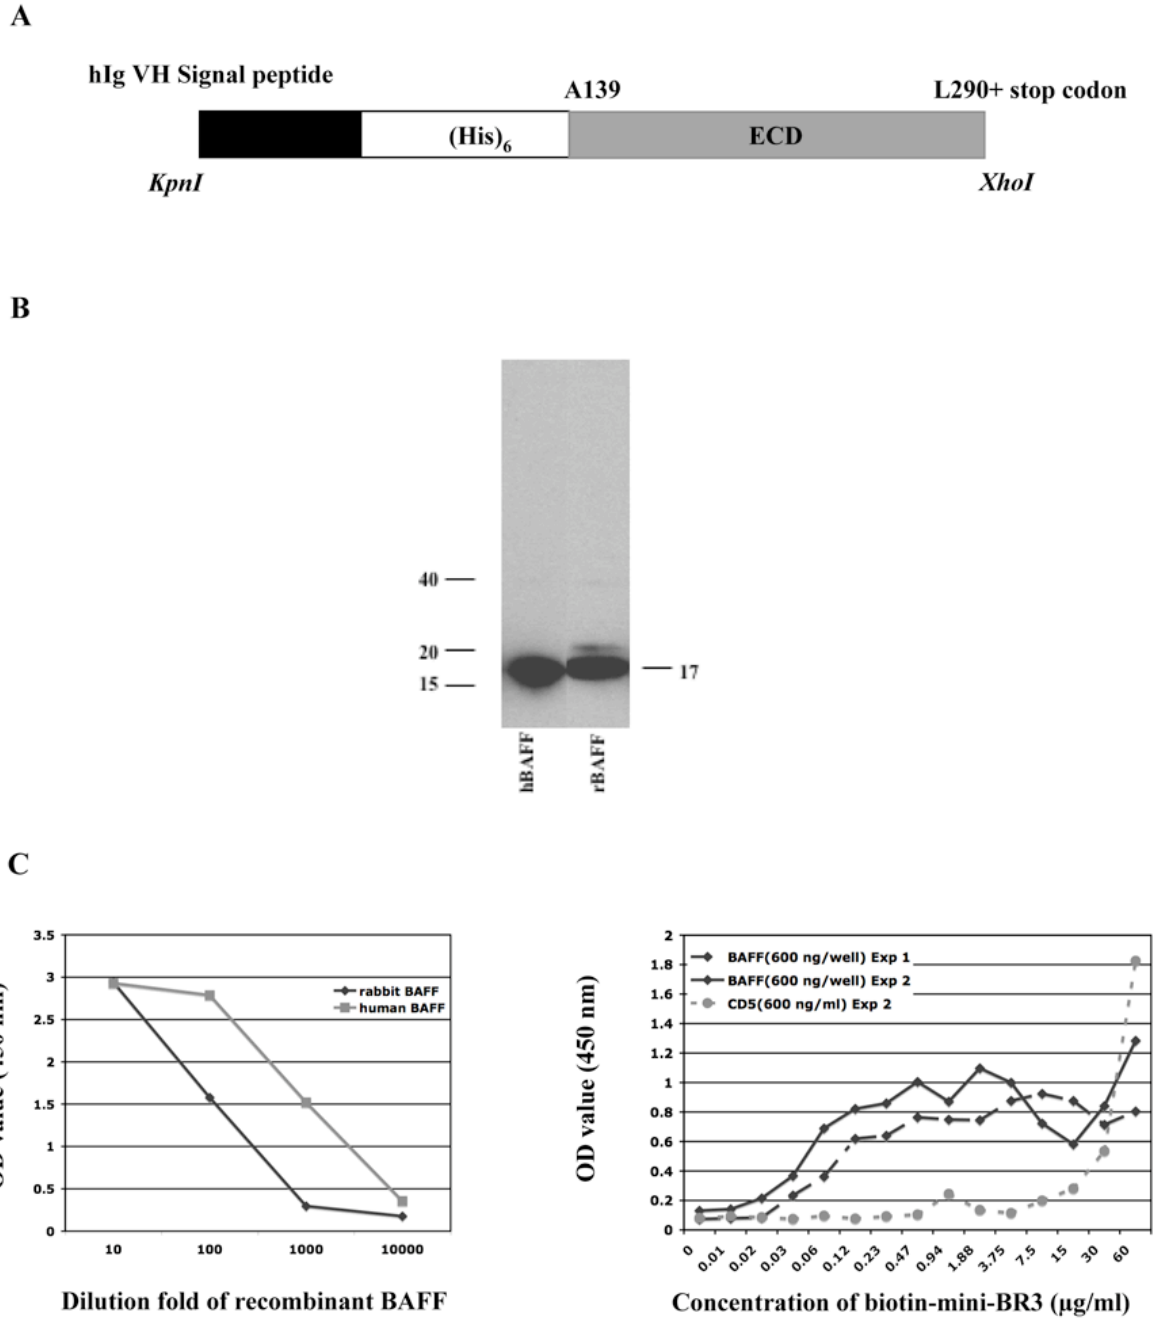 A
hIg VH Signal peptide
A139
L290+ stop codon
(His)6
ECD
KpnI
XhoI
B
40
20
15
17
hBAFF
rBAFF
C
3.5
3
2.5
2
1.5
1
0.5
0
rabbit BAFF
human BAFF
10 100 1000 10000
Dilution fold of recombinant BAFF
OD value (450 nm)
2
1.8
1.6
1.4
1.2
1
0.8
0.6
0.4
0.2
0
BAFF(600 ng/well) Exp 1
BAFF(600 ng/well) Exp 2
CD5(600 ng/ml) Exp 2
0 0.01 0.02 0.03 0.06 0.12 0.23 0.47 0.94 1.88 3.75 7.5 15 30 60
Concentration of biotin-mini-BR3 (µg/ml)